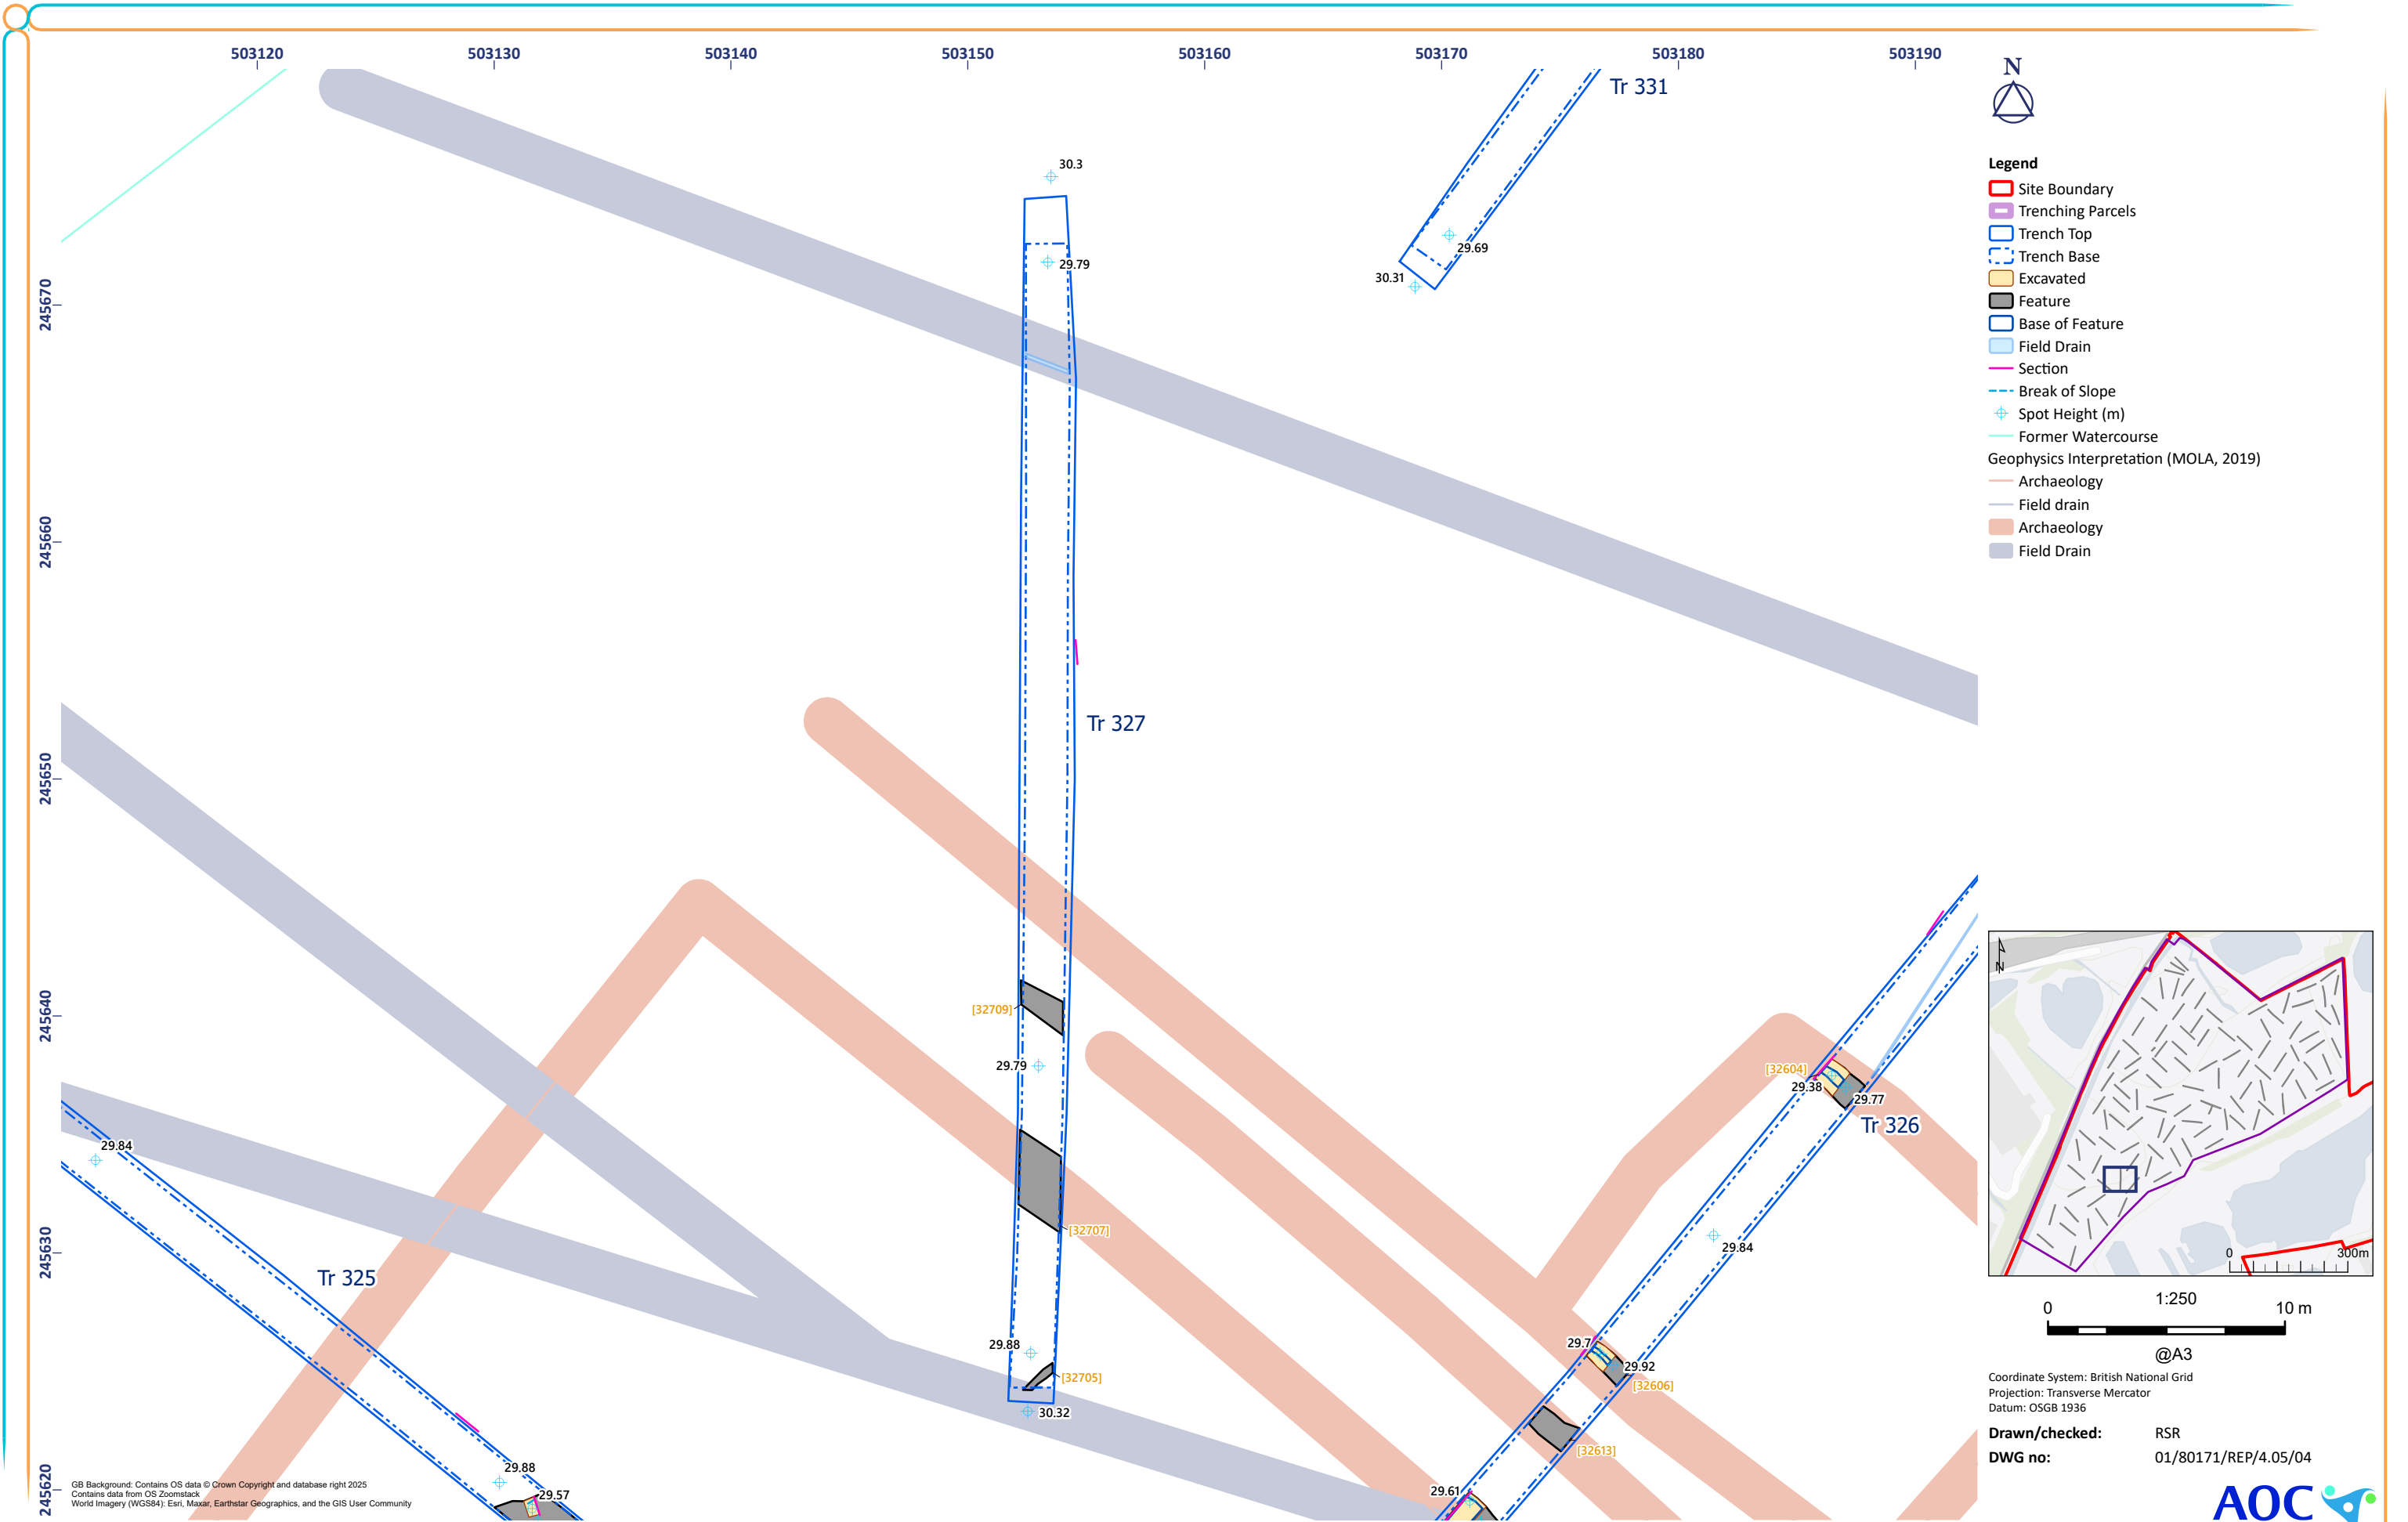 503120 503130 503140 503150 503160 503170 503180 503190
N
Tr 331
30.3
29.79
29.69
30.31
245670
245660
245650
245640
245630
245620
Tr 327
[32709]
29.79
[32707]
29.88
[32705]
30.32
29.84
Tr 325
29.88
29.57
[32604]
29.38
29.77
Tr 326
29.84
29.7
29.92
[32606]
[32613]
29.61
GB Background: Contains OS data © Crown Copyright and database right 2025
Contains data from OS Zoomstack
World Imagery (WGS84): Esri, Maxar, Earthstar Geographics, and the GIS User Community
Legend
Site Boundary
Trenching Parcels
Trench Top
Trench Base
Excavated
Feature
Base of Feature
Field Drain
Section
Break of Slope
Spot Height (m)
Former Watercourse
Geophysics Interpretation (MOLA, 2019)
Archaeology
Field drain
Archaeology
Field Drain
N
0 300m
1:250
0 10 m
@A3
Coordinate System: British National Grid
Projection: Transverse Mercator
Datum: OSGB 1936
Drawn/checked: RSR
DWG no: 01/80171/REP/4.05/04
AOC